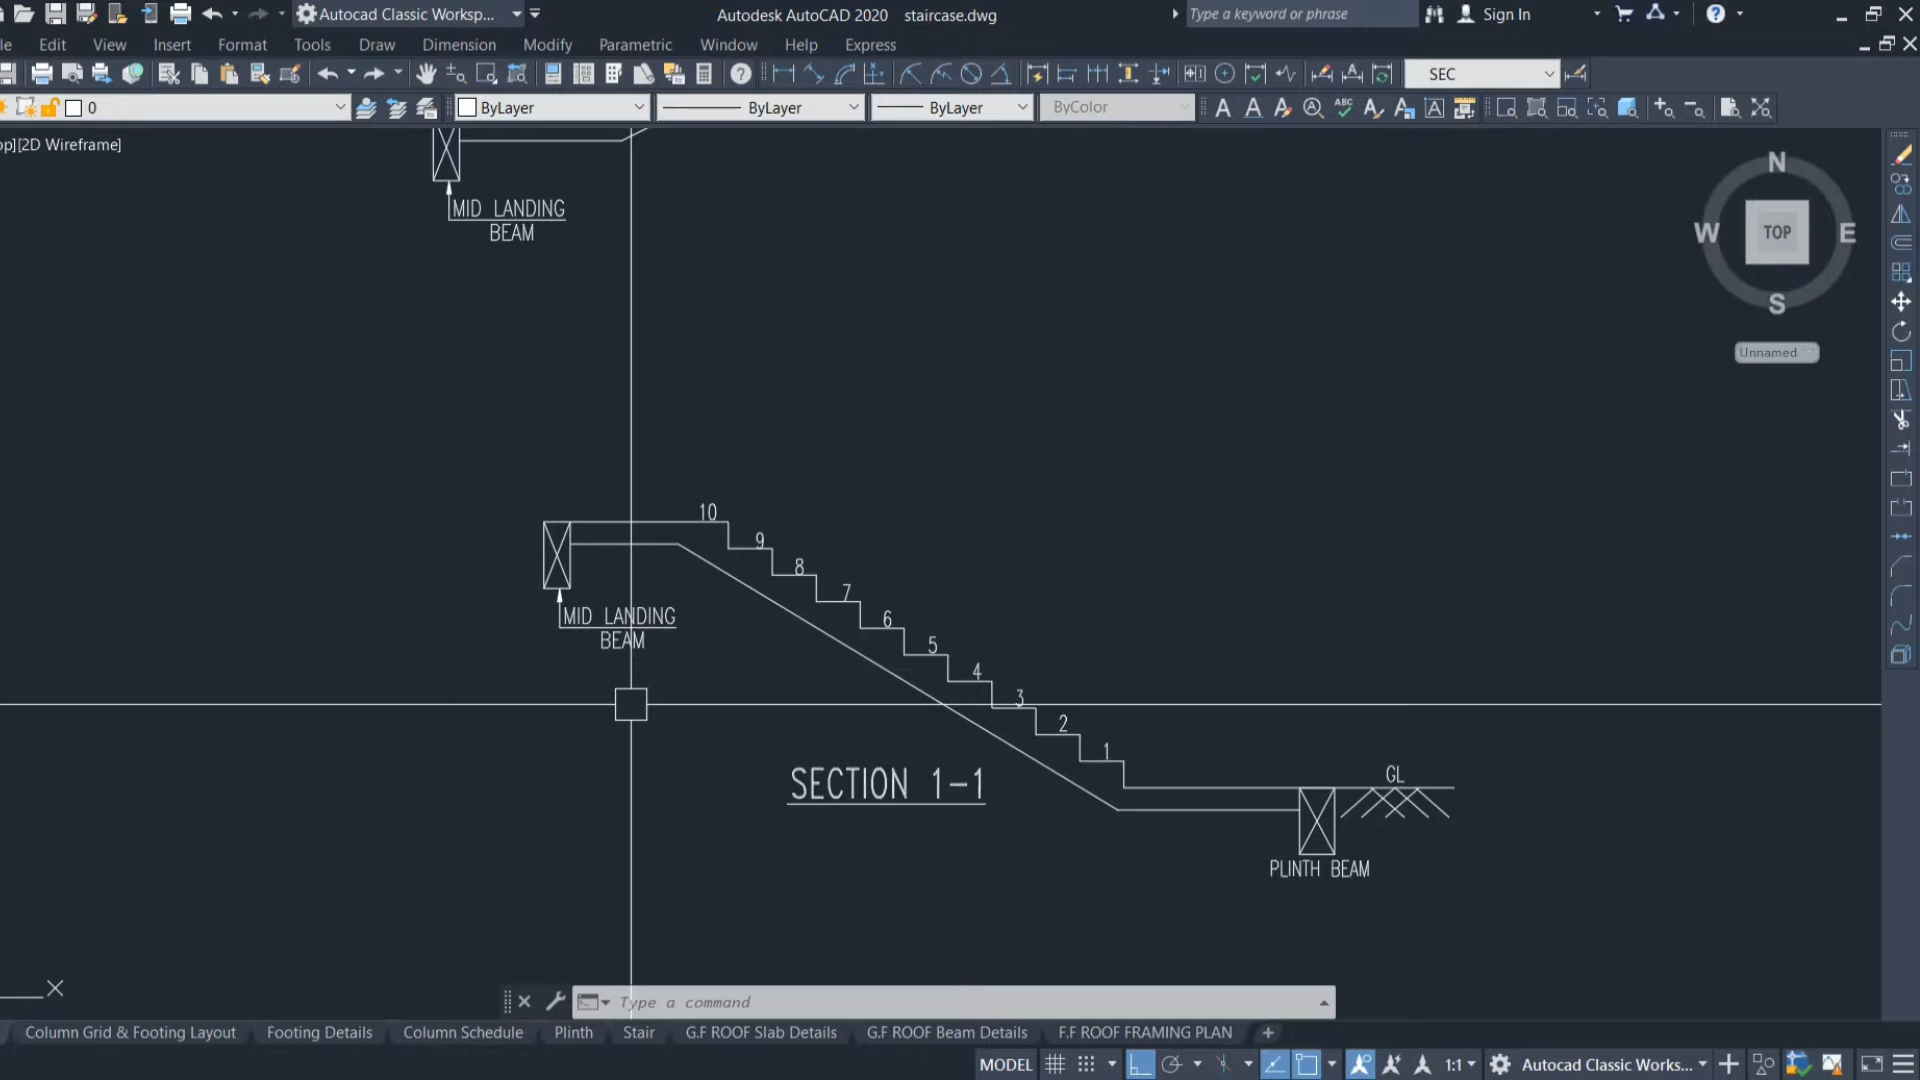 Autocad Classic Worksp...
Autodesk AutoCAD 2020 staircase.dwg
Type a keyword or phrase
Sign In
Edit View Insert Format Tools Draw Dimension Modify Parametric Window Help Express
SEC
0
ByLayer
ByLayer
ByLayer
ByColor
op][2D Wireframe]
N
W TOP E
S
Unnamed
MID LANDING
BEAM
10
9
8
7
6
5
4
3
2
1
MID LANDING
BEAM
SECTION 1-1
GL
PLINTH BEAM
X
Type a command
Column Grid & Footing Layout Footing Details Column Schedule Plinth Stair G.F ROOF Slab Details G.F ROOF Beam Details F.F ROOF FRAMING PLAN
MODEL 1:1 Autocad Classic Works...